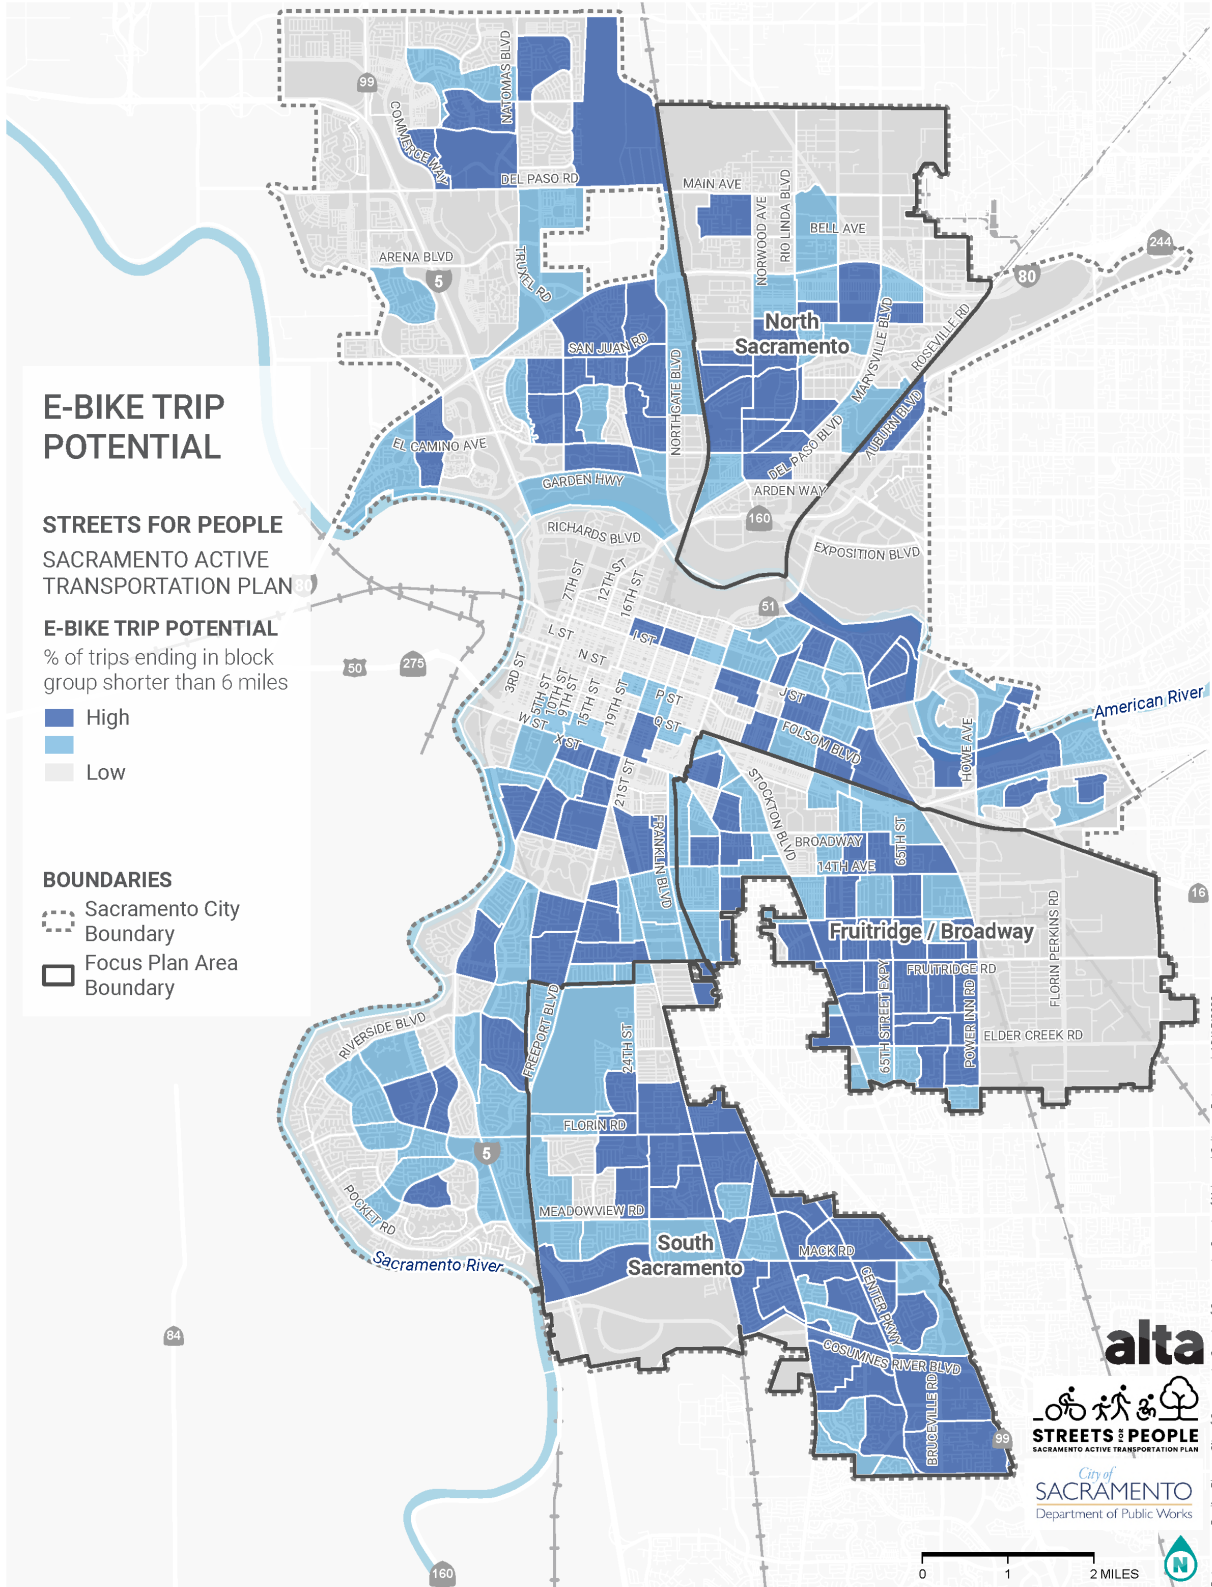 E-BIKE TRIP
POTENTIAL
STREETS FOR PEOPLE
SACRAMENTO ACTIVE
TRANSPORTATION PLAN
E-BIKE TRIP POTENTIAL
% of trips ending in block
group shorter than 6 miles
High
Low
BOUNDARIES
Sacramento City
Boundary
Focus Plan Area
Boundary
99
COMMERCE WAY
NATOMAS BLVD
DEL PASO RD
MAIN AVE
NORWOOD AVE
RIO LINDA BLVD
BELL AVE
244
80
ARENA BLVD
5
TRUXEL RD
North
Sacramento
MARYSVILLE BLVD
ROSEVILLE RD
SAN JUAN RD
NORTHGATE BLVD
AUBURN BLVD
EL CAMINO AVE
DEL PASO BLVD
GARDEN HWY
ARDEN WAY
160
RICHARDS BLVD
EXPOSITION BLVD
80
7TH ST
12TH ST
16TH ST
51
L ST
I ST
N ST
50
275
3RD ST
5TH ST
10TH ST
9TH ST
15TH ST
19TH ST
P ST
Q ST
J ST
W ST
X ST
FOLSOM BLVD
HOWE AVE
American River
21ST ST
STOCKTON BLVD
FRANKLIN BLVD
BROADWAY
14TH AVE
65TH ST
16
Fruitridge / Broadway
FLORIN PERKINS RD
FRUITRIDGE RD
65TH STREET EXPY
POWER INN RD
ELDER CREEK RD
RIVERSIDE BLVD
FREEPORT BLVD
24TH ST
FLORIN RD
5
POCKET RD
MEADOWVIEW RD
Sacramento River
South
Sacramento
MACK RD
CENTER PKWY
COSUMNES RIVER BLVD
BRUCEVILLE RD
99
84
160
alta
STREETS FOR PEOPLE
SACRAMENTO ACTIVE TRANSPORTATION PLAN
City of
SACRAMENTO
Department of Public Works
0 1 2 MILES
N